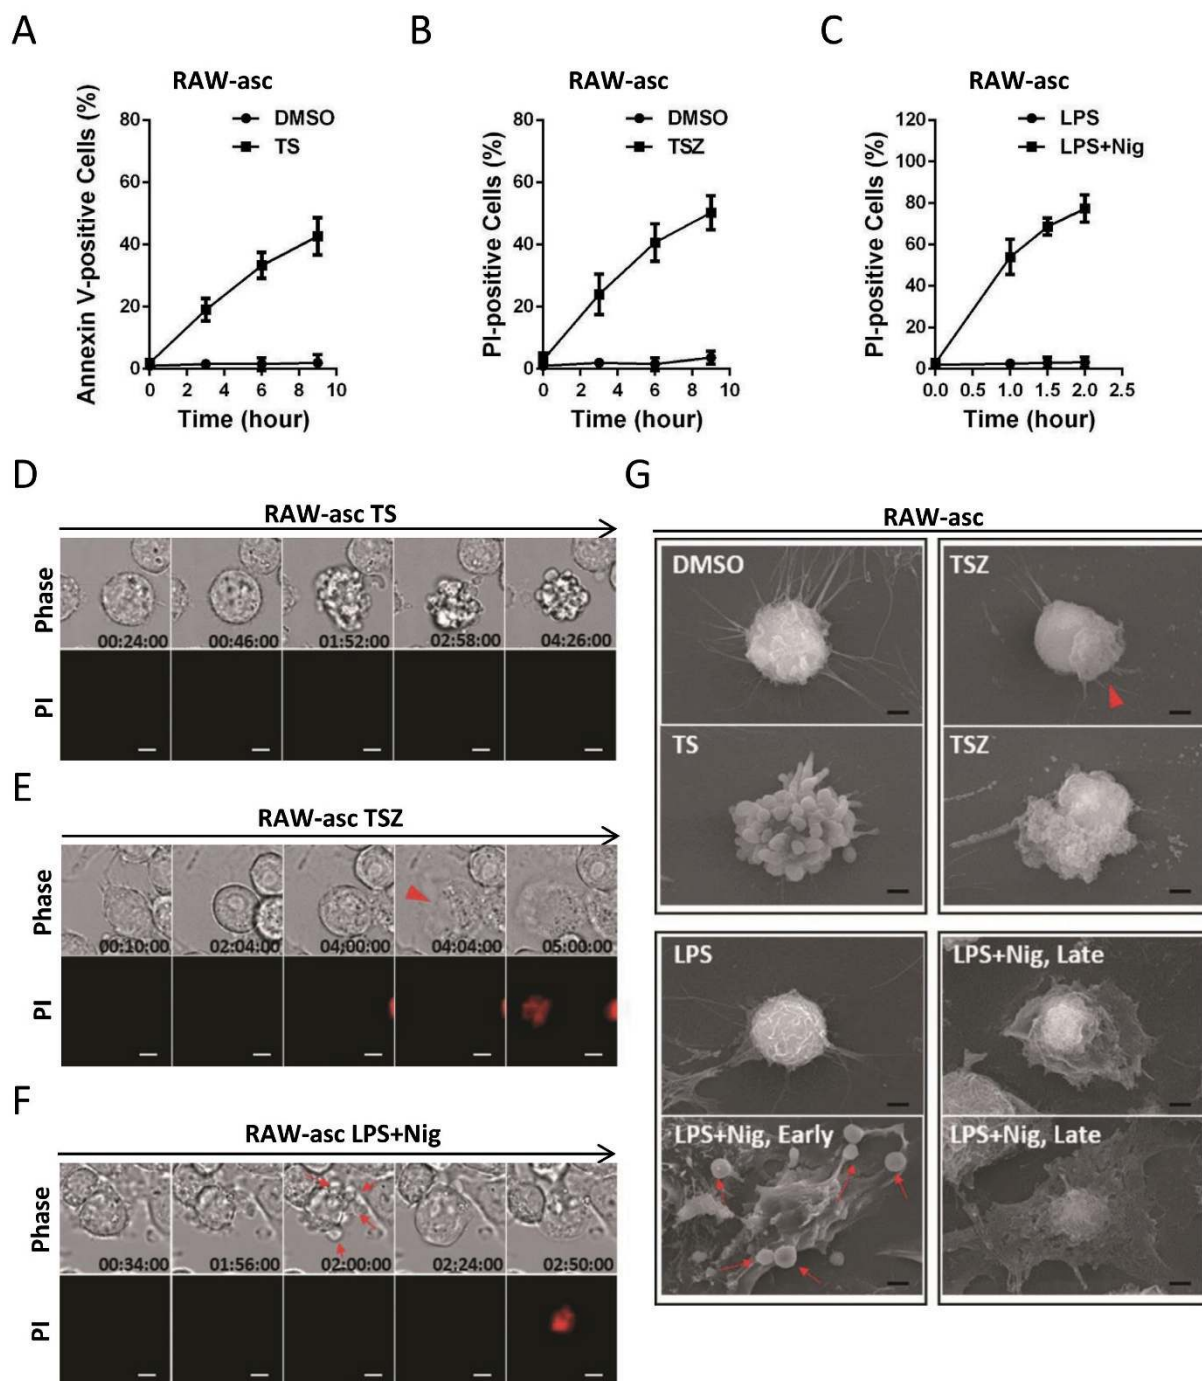 A
RAW-asc
DMSO
TS
Annexin V-positive Cells (%)
80
60
40
20
0
0 2 4 6 8 10
Time (hour)
B
RAW-asc
DMSO
TSZ
PI-positive Cells (%)
80
60
40
20
0
0 2 4 6 8 10
Time (hour)
C
RAW-asc
LPS
LPS+Nig
PI-positive Cells (%)
120
100
80
60
40
20
0
0.0 0.5 1.0 1.5 2.0 2.5
Time (hour)
D
RAW-asc TS
Phase
00:24:00 00:46:00 01:52:00 02:58:00 04:26:00
PI
E
RAW-asc TSZ
Phase
00:10:00 02:04:00 04:00:00 04:04:00 05:00:00
PI
F
RAW-asc LPS+Nig
Phase
00:34:00 01:56:00 02:00:00 02:24:00 02:50:00
PI
G
RAW-asc
DMSO
TSZ
TS
TSZ
LPS
LPS+Nig, Late
LPS+Nig, Early
LPS+Nig, Late